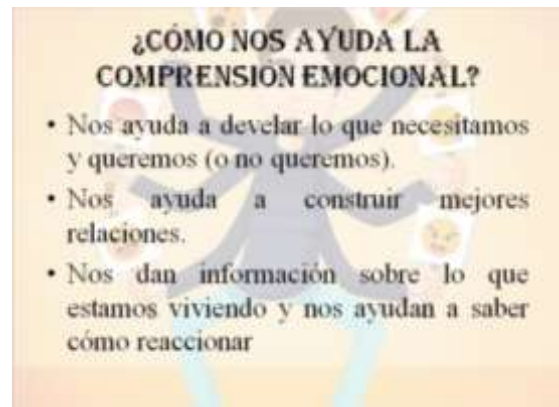 ¿CÓMO NOS AYUDA LA
COMPRENSION EMOCIONAL?
• Nos ayuda a develar lo que necesitamos
y queremos (o no queremos).
• Nos ayuda a construir mejores
relaciones.
• Nos dan información sobre lo que
estamos viviendo y nos ayudan a saber
cómo reaccionar